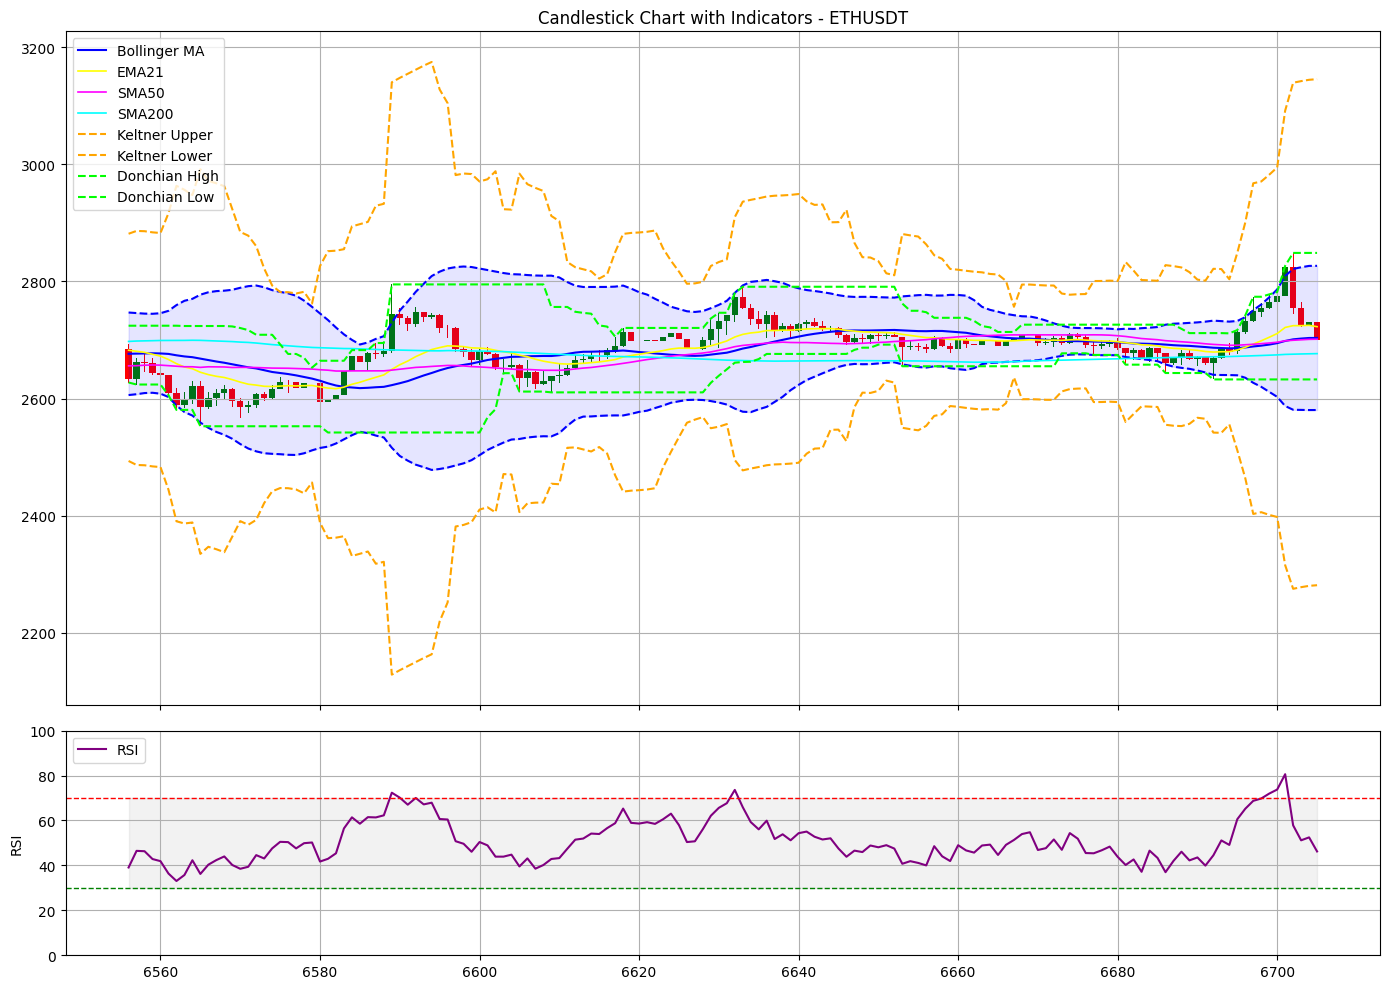 Candlestick Chart with Indicators - ETHUSDT
3200
3000
2800
2600
2400
2200
Bollinger MA
EMA21
SMA50
SMA200
Keltner Upper
Keltner Lower
Donchian High
Donchian Low
RSI
100
80
60
40
20
0
RSI
6560 6580 6600 6620 6640 6660 6680 6700